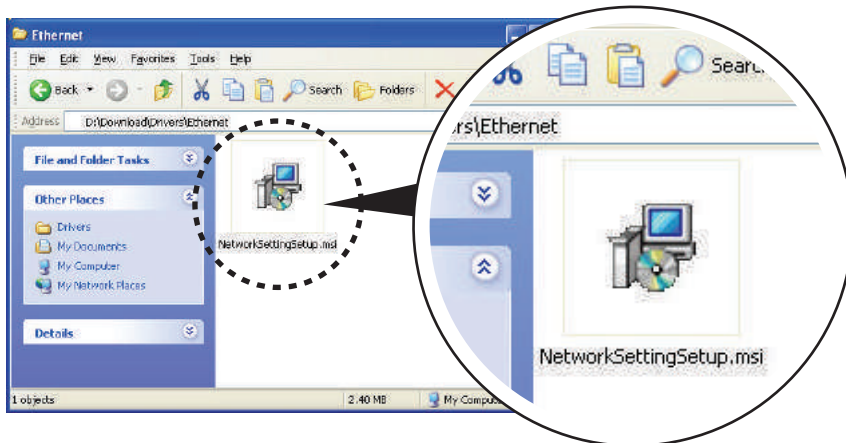 Ethernet
File Edit View Favorites Tools Help
Back Search Folders
Address D:\Download\Drivers\Ethernet
File and Folder Tasks
Other Places
Drivers
My Documents
My Computer
My Network Places
Details
NetworkSettingSetup.msi
1 objects 2.40 MB My Compute
Searc
rs\Ethernet
NetworkSettingSetup.msi